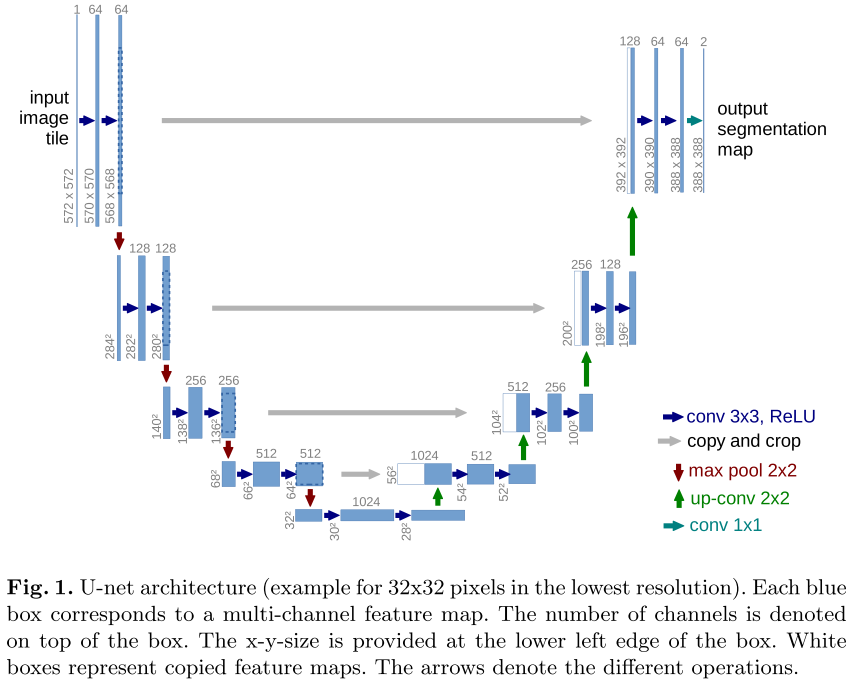 1 64 64
input
image
tile
572 x 572
570 x 570
568 x 568
128 64 64 2
output
segmentation
map
392 x 392
390 x 390
388 x 388
388 x 388
128 128
284²
282²
280²
256 128
200²
198²
196²
256 256
140²
138²
136²
512 256
104²
102²
100²
512 512
68²
66²
64²
1024 512
56²
54²
52²
1024
32²
30²
28²
conv 3x3, ReLU
copy and crop
max pool 2x2
up-conv 2x2
conv 1x1
Fig. 1. U-net architecture (example for 32x32 pixels in the lowest resolution). Each blue
box corresponds to a multi-channel feature map. The number of channels is denoted
on top of the box. The x-y-size is provided at the lower left edge of the box. White
boxes represent copied feature maps. The arrows denote the different operations.